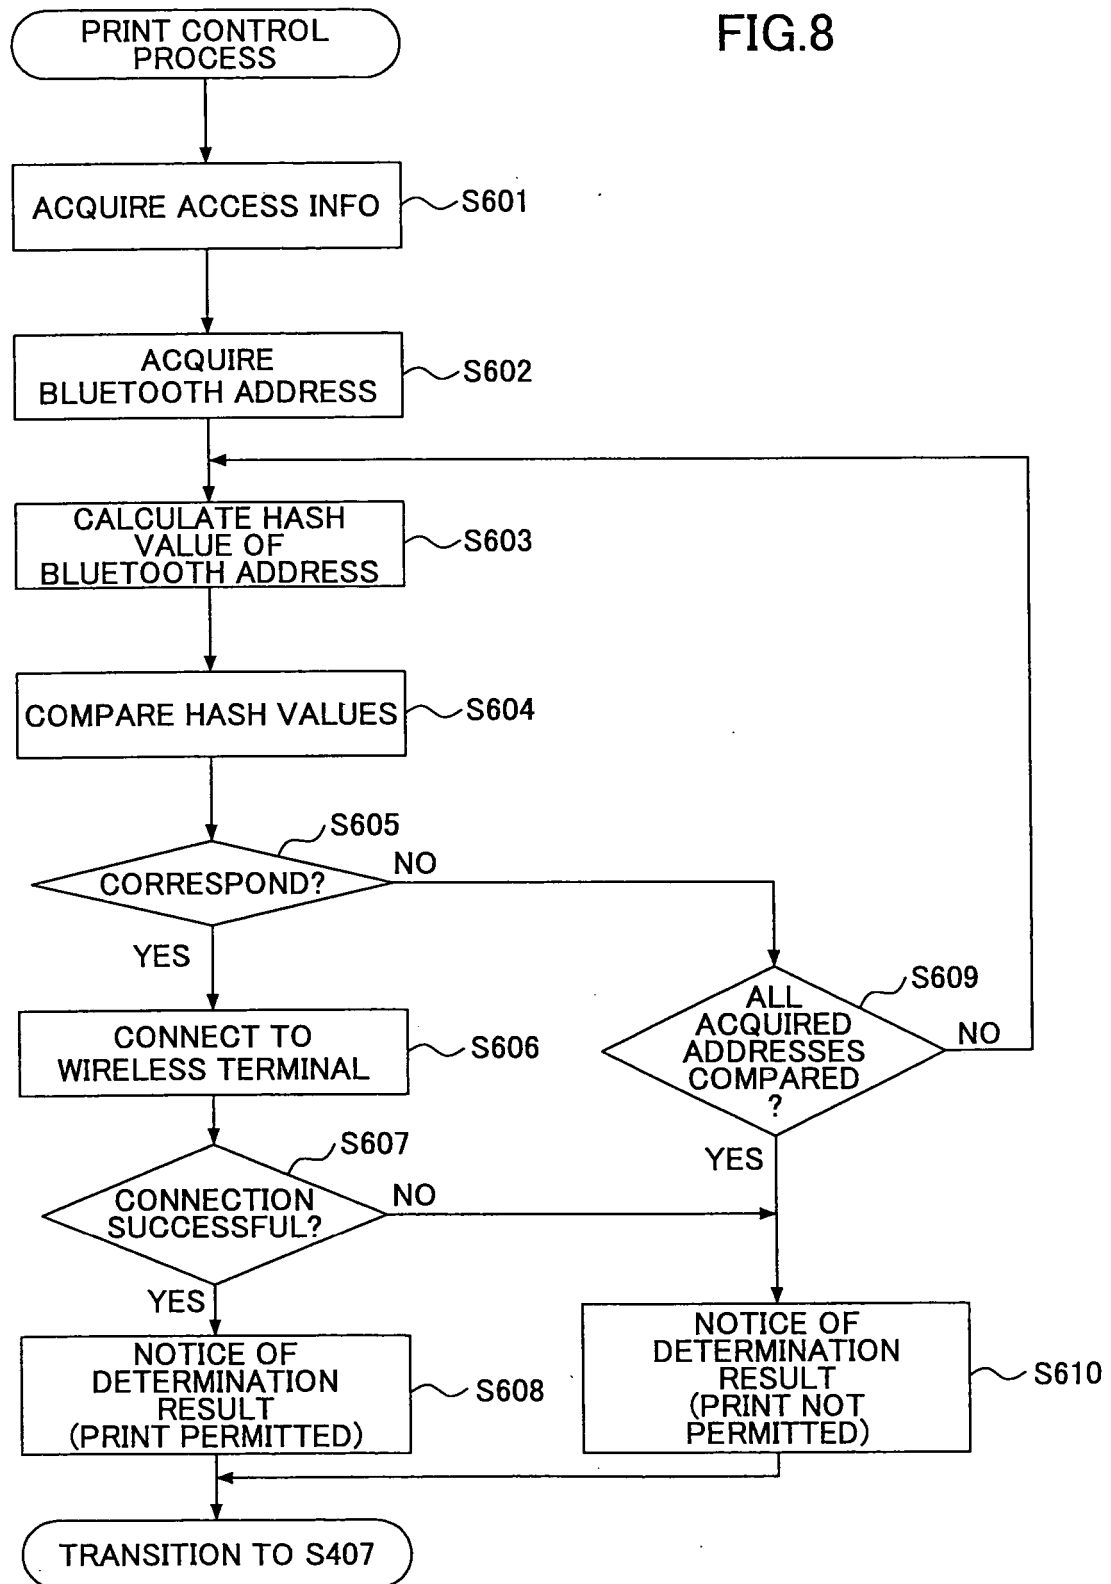 FIG.8
PRINT CONTROL
PROCESS
ACQUIRE ACCESS INFO
S601
ACQUIRE
BLUETOOTH ADDRESS
S602
CALCULATE HASH
VALUE OF
BLUETOOTH ADDRESS
S603
COMPARE HASH VALUES
S604
S605
CORRESPOND?
NO
YES
S609
ALL
ACQUIRED
ADDRESSES
COMPARED
?
NO
YES
CONNECT TO
WIRELESS TERMINAL
S606
S607
CONNECTION
SUCCESSFUL?
NO
YES
NOTICE OF
DETERMINATION
RESULT
(PRINT PERMITTED)
S608
NOTICE OF
DETERMINATION
RESULT
(PRINT NOT
PERMITTED)
S610
TRANSITION TO S407